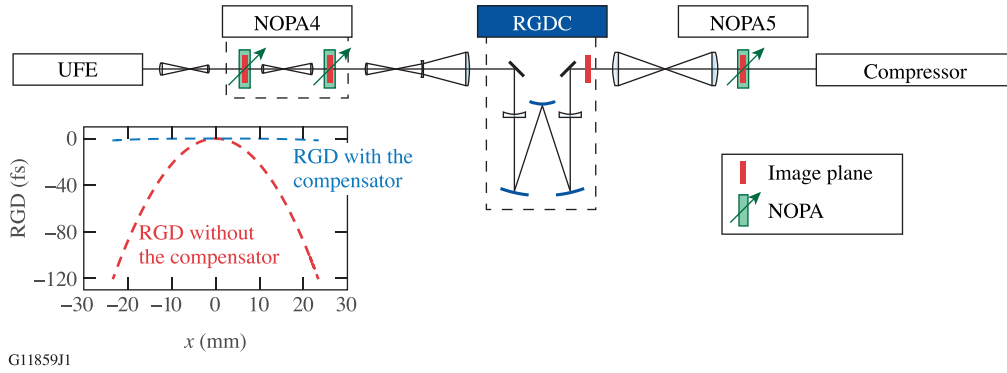 NOPA4
RGDC
NOPA5
UFE
Compressor
0
−40
−80
−120
RGD (fs)
RGD with the
compensator
RGD without
the compensator
−30
−20
−10
0
10
20
30
x (mm)
Image plane
NOPA
G11859J1